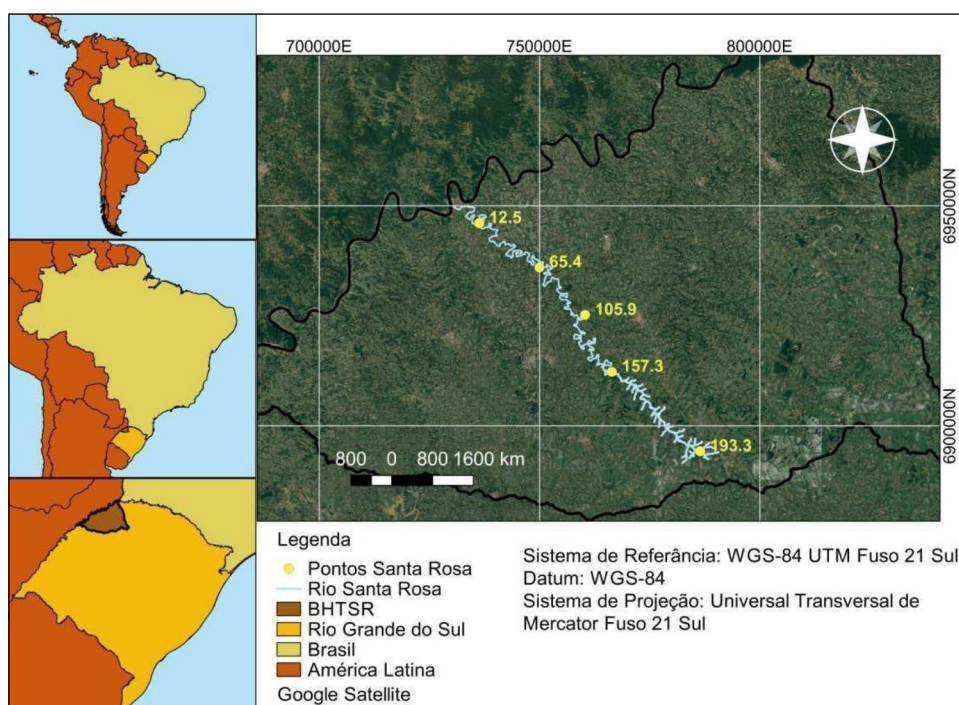 700000E 750000E 800000E
6950000N
12.5
65.4
105.9
157.3
6900000N
193.3
800 0 800 1600 km
Legenda
Pontos Santa Rosa
Rio Santa Rosa
BHTSR
Rio Grande do Sul
Brasil
América Latina
Google Satellite
Sistema de Referância: WGS-84 UTM Fuso 21 Sul
Datum: WGS-84
Sistema de Projeção: Universal Transversal de
Mercator Fuso 21 Sul